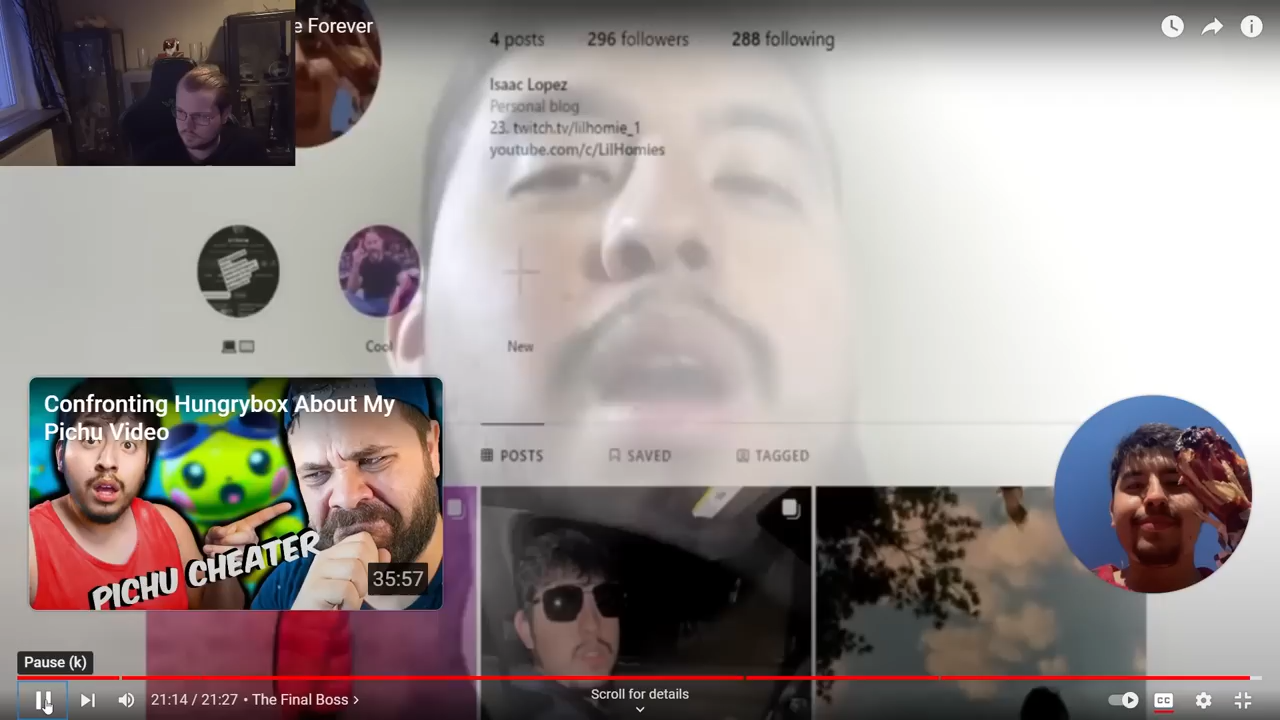 e Forever
4 posts 296 followers 288 following
Isaac Lopez
Personal blog
23. twitch.tv/lilhomie_1
youtube.com/c/LilHomies
Cool
New
Confronting Hungrybox About My
Pichu Video
PICHU CHEATER
35:57
POSTS SAVED TAGGED
Pause (k)
21:14 / 21:27 • The Final Boss >
Scroll for details
CC